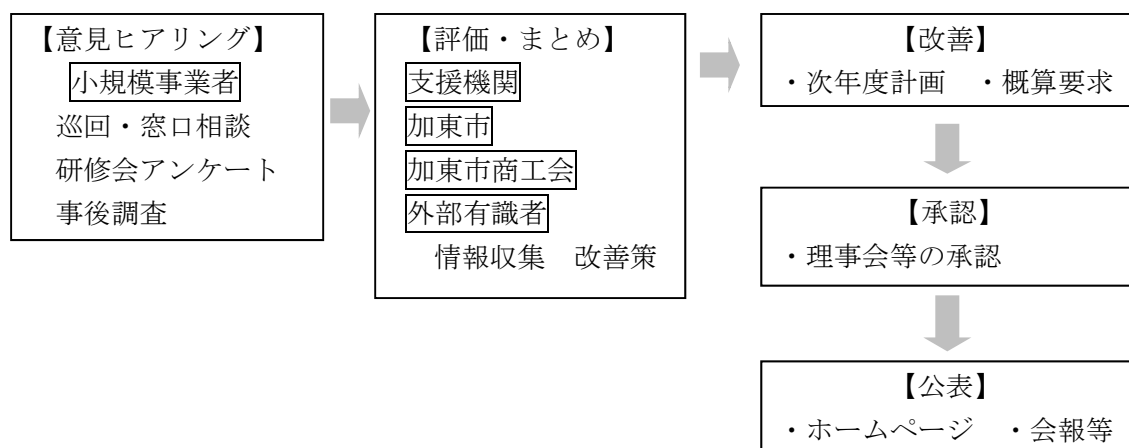 【意見ヒアリング】
小規模事業者
巡回・窓口相談
研修会アンケート
事後調査
【評価・まとめ】
支援機関
加東市
加東市商工会
外部有識者
情報収集　改善策
【改善】
・次年度計画　・概算要求
【承認】
・理事会等の承認
【公表】
・ホームページ　・会報等